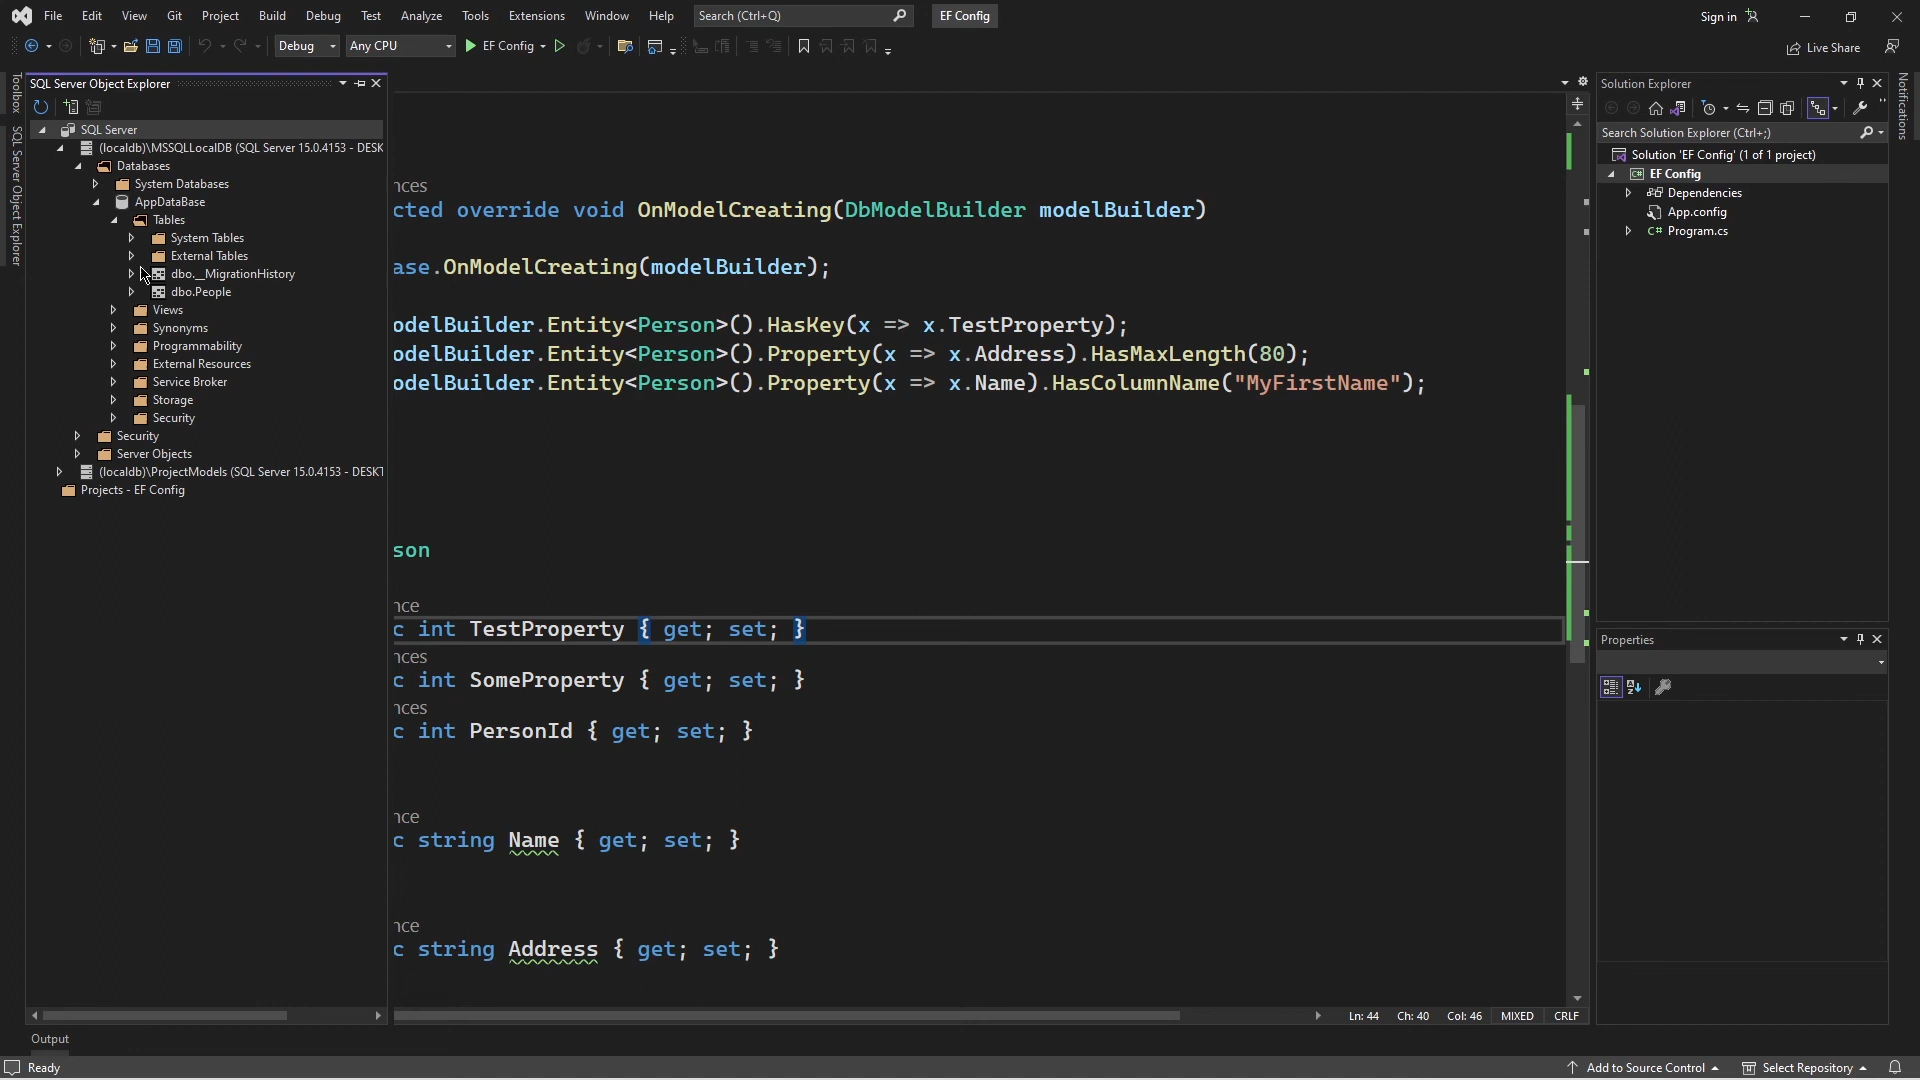 File Edit View Git Project Build Debug Test Analyze Tools Extensions Window Help Search (Ctrl+Q) EF Config Sign in
Debug Any CPU EF Config Live Share
Toolbox
SQL Server Object Explorer
SQL Server Object Explorer
SQL Server
(localdb)\MSSQLLocalDB (SQL Server 15.0.4153 - DESK
Databases
System Databases
AppDataBase
Tables
System Tables
External Tables
dbo.__MigrationHistory
dbo.People
Views
Synonyms
Programmability
External Resources
Service Broker
Storage
Security
Security
Server Objects
(localdb)\ProjectModels (SQL Server 15.0.4153 - DESKT
Projects - EF Config
nces
cted override void OnModelCreating(DbModelBuilder modelBuilder)
ase.OnModelCreating(modelBuilder);
odelBuilder.Entity<Person>().HasKey(x => x.TestProperty);
odelBuilder.Entity<Person>().Property(x => x.Address).HasMaxLength(80);
odelBuilder.Entity<Person>().Property(x => x.Name).HasColumnName("MyFirstName");
son
nce
c int TestProperty { get; set; }
nces
c int SomeProperty { get; set; }
nces
c int PersonId { get; set; }
nce
c string Name { get; set; }
nce
c string Address { get; set; }
Ln: 44 Ch: 40 Col: 46 MIXED CRLF
Solution Explorer
Search Solution Explorer (Ctrl+;)
Solution 'EF Config' (1 of 1 project)
C# EF Config
Dependencies
App.config
C# Program.cs
Properties
Notifications
Output
Ready Add to Source Control Select Repository